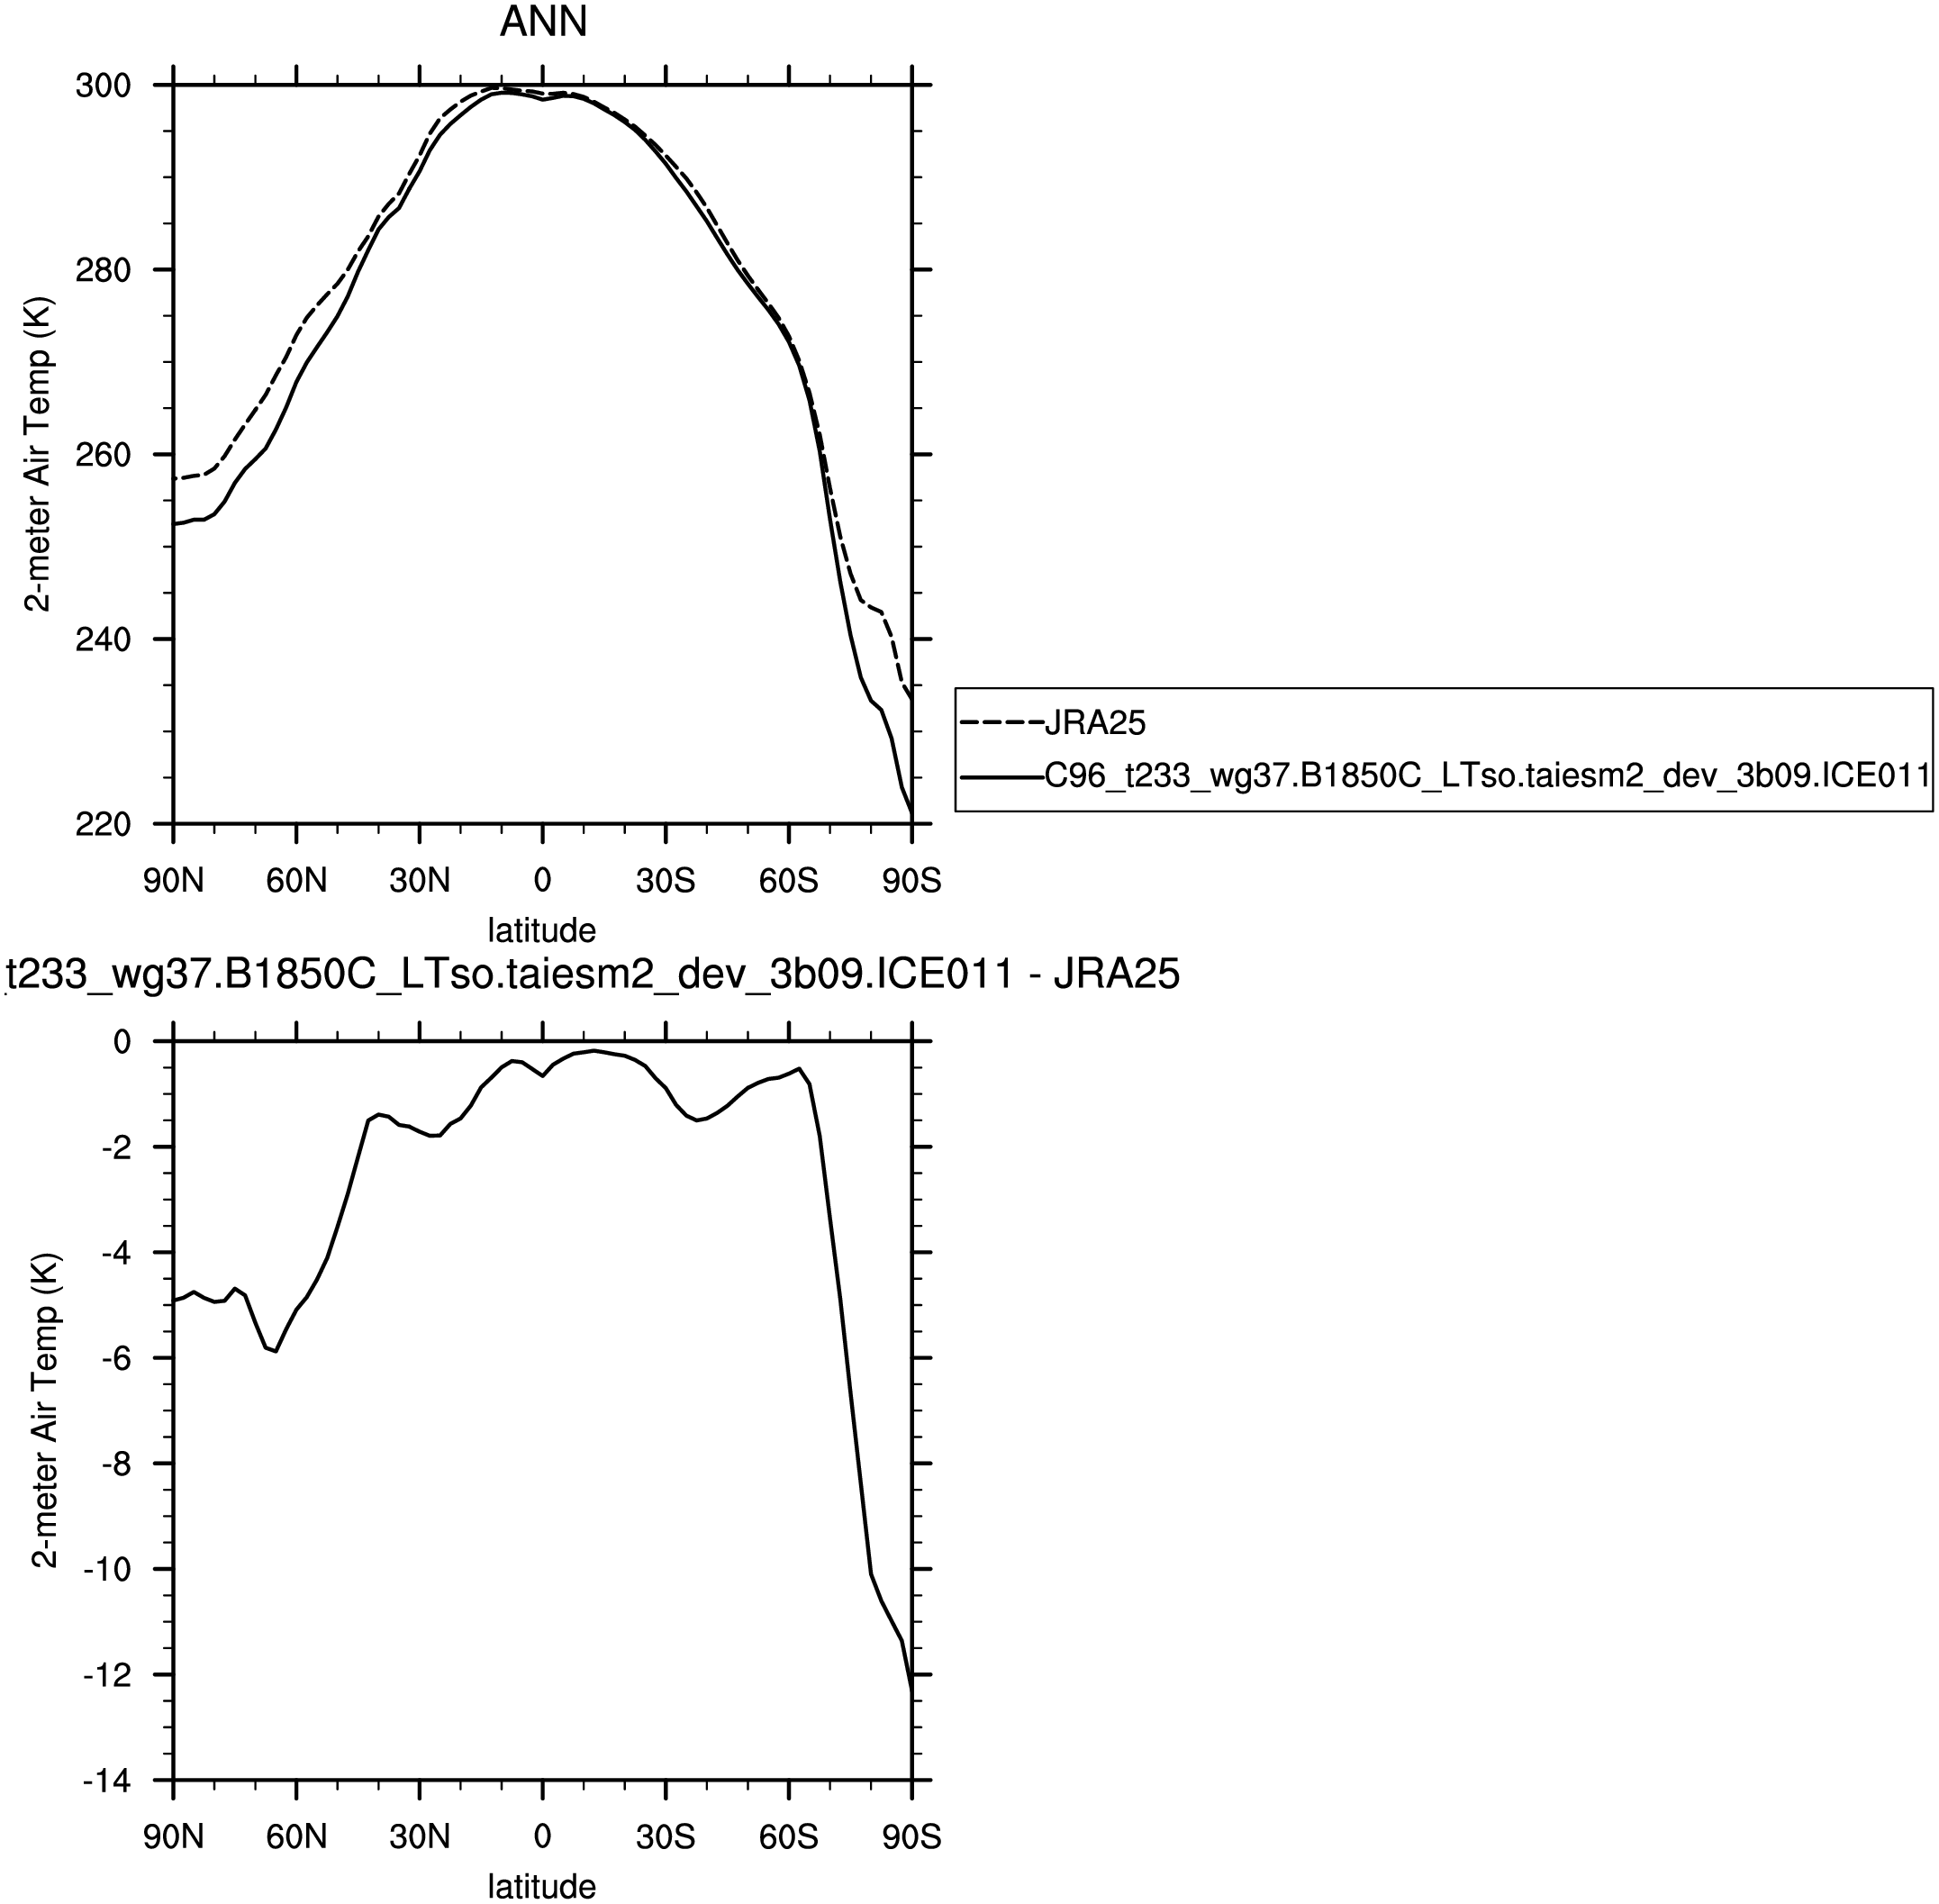 ANN
300
280
260
240
220
2-meter Air Temp (K)
90N 60N 30N 0 30S 60S 90S
latitude
JRA25
C96_t233_wg37.B1850C_LTso.taiesm2_dev_3b09.ICE011
t233_wg37.B1850C_LTso.taiesm2_dev_3b09.ICE011 - JRA25
0
-2
-4
-6
-8
-10
-12
-14
2-meter Air Temp (K)
90N 60N 30N 0 30S 60S 90S
latitude